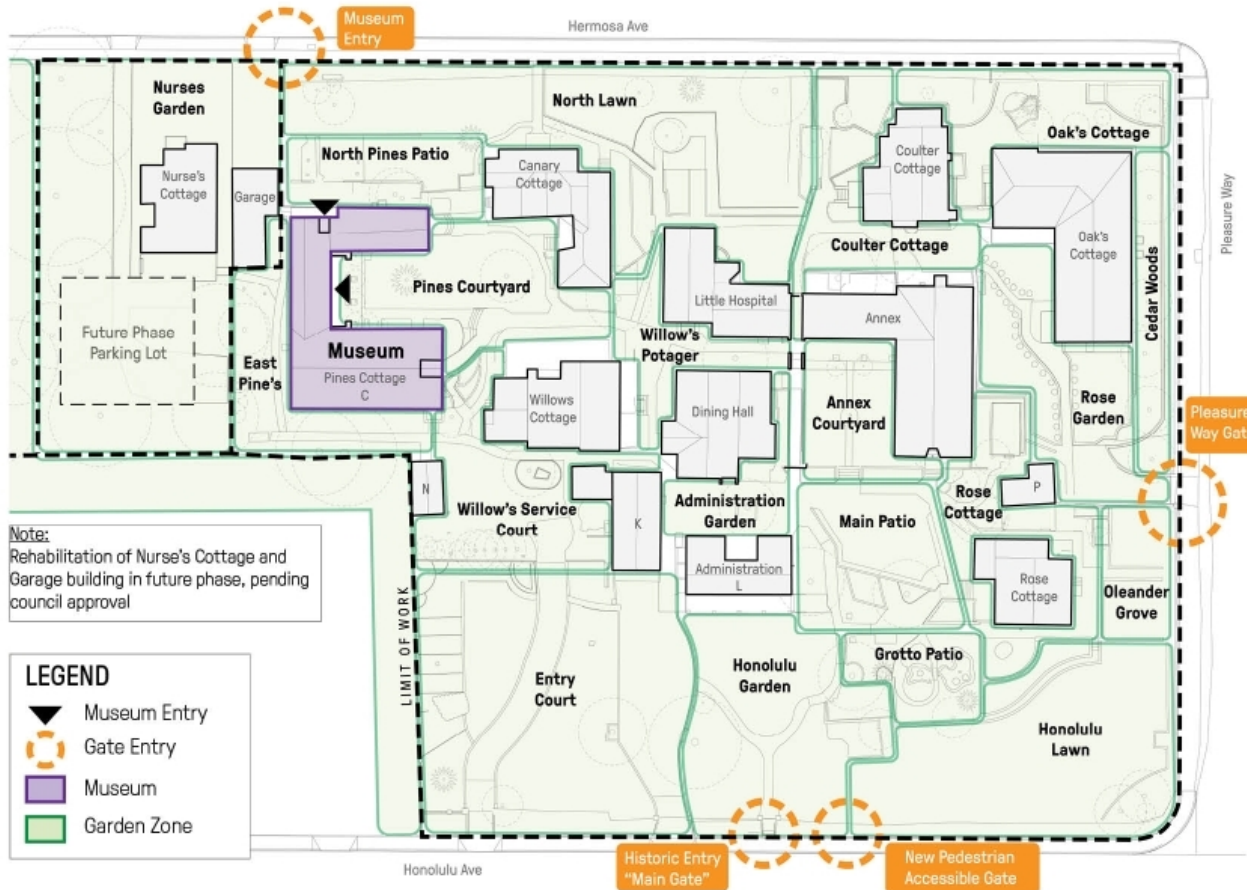 Museum
Entry
Hermosa Ave
Nurses
Garden
North Lawn
Oak's Cottage
Coulter
Cottage
North Pines Patio
Canary
Cottage
Nurse's
Cottage
Garage
Pleasure Way
Oak's
Cottage
Coulter Cottage
Cedar Woods
Pines Courtyard
Little Hospital
Annex
Future Phase
Parking Lot
Museum
Willow's
Potager
East
Pine's
Pines Cottage
C
Willows
Cottage
Dining Hall
Annex
Courtyard
Rose
Garden
Pleasure
Way Gat
N
K
P
Willow's Service
Court
Administration
Garden
Main Patio
Rose
Cottage
Note:
Rehabilitation of Nurse's Cottage and
Garage building in future phase, pending
council approval
Administration
L
Rose
Cottage
Oleander
Grove
LIMIT OF WORK
Entry
Court
Honolulu
Garden
Grotto Patio
Honolulu
Lawn
LEGEND
Museum Entry
Gate Entry
Museum
Garden Zone
Honolulu Ave
Historic Entry
"Main Gate"
New Pedestrian
Accessible Gate